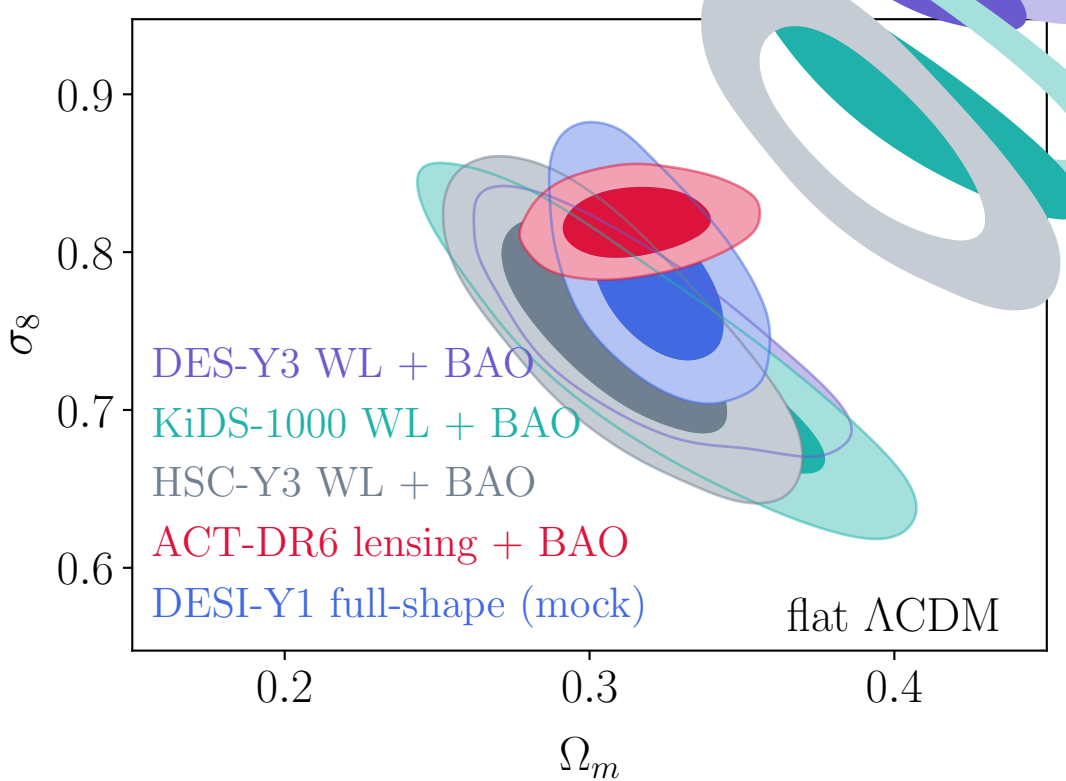 0.9
0.8
0.7
0.6
σ8
DES-Y3 WL + BAO
KiDS-1000 WL + BAO
HSC-Y3 WL + BAO
ACT-DR6 lensing + BAO
DESI-Y1 full-shape (mock)
flat ΛCDM
0.2 0.3 0.4
Ωm